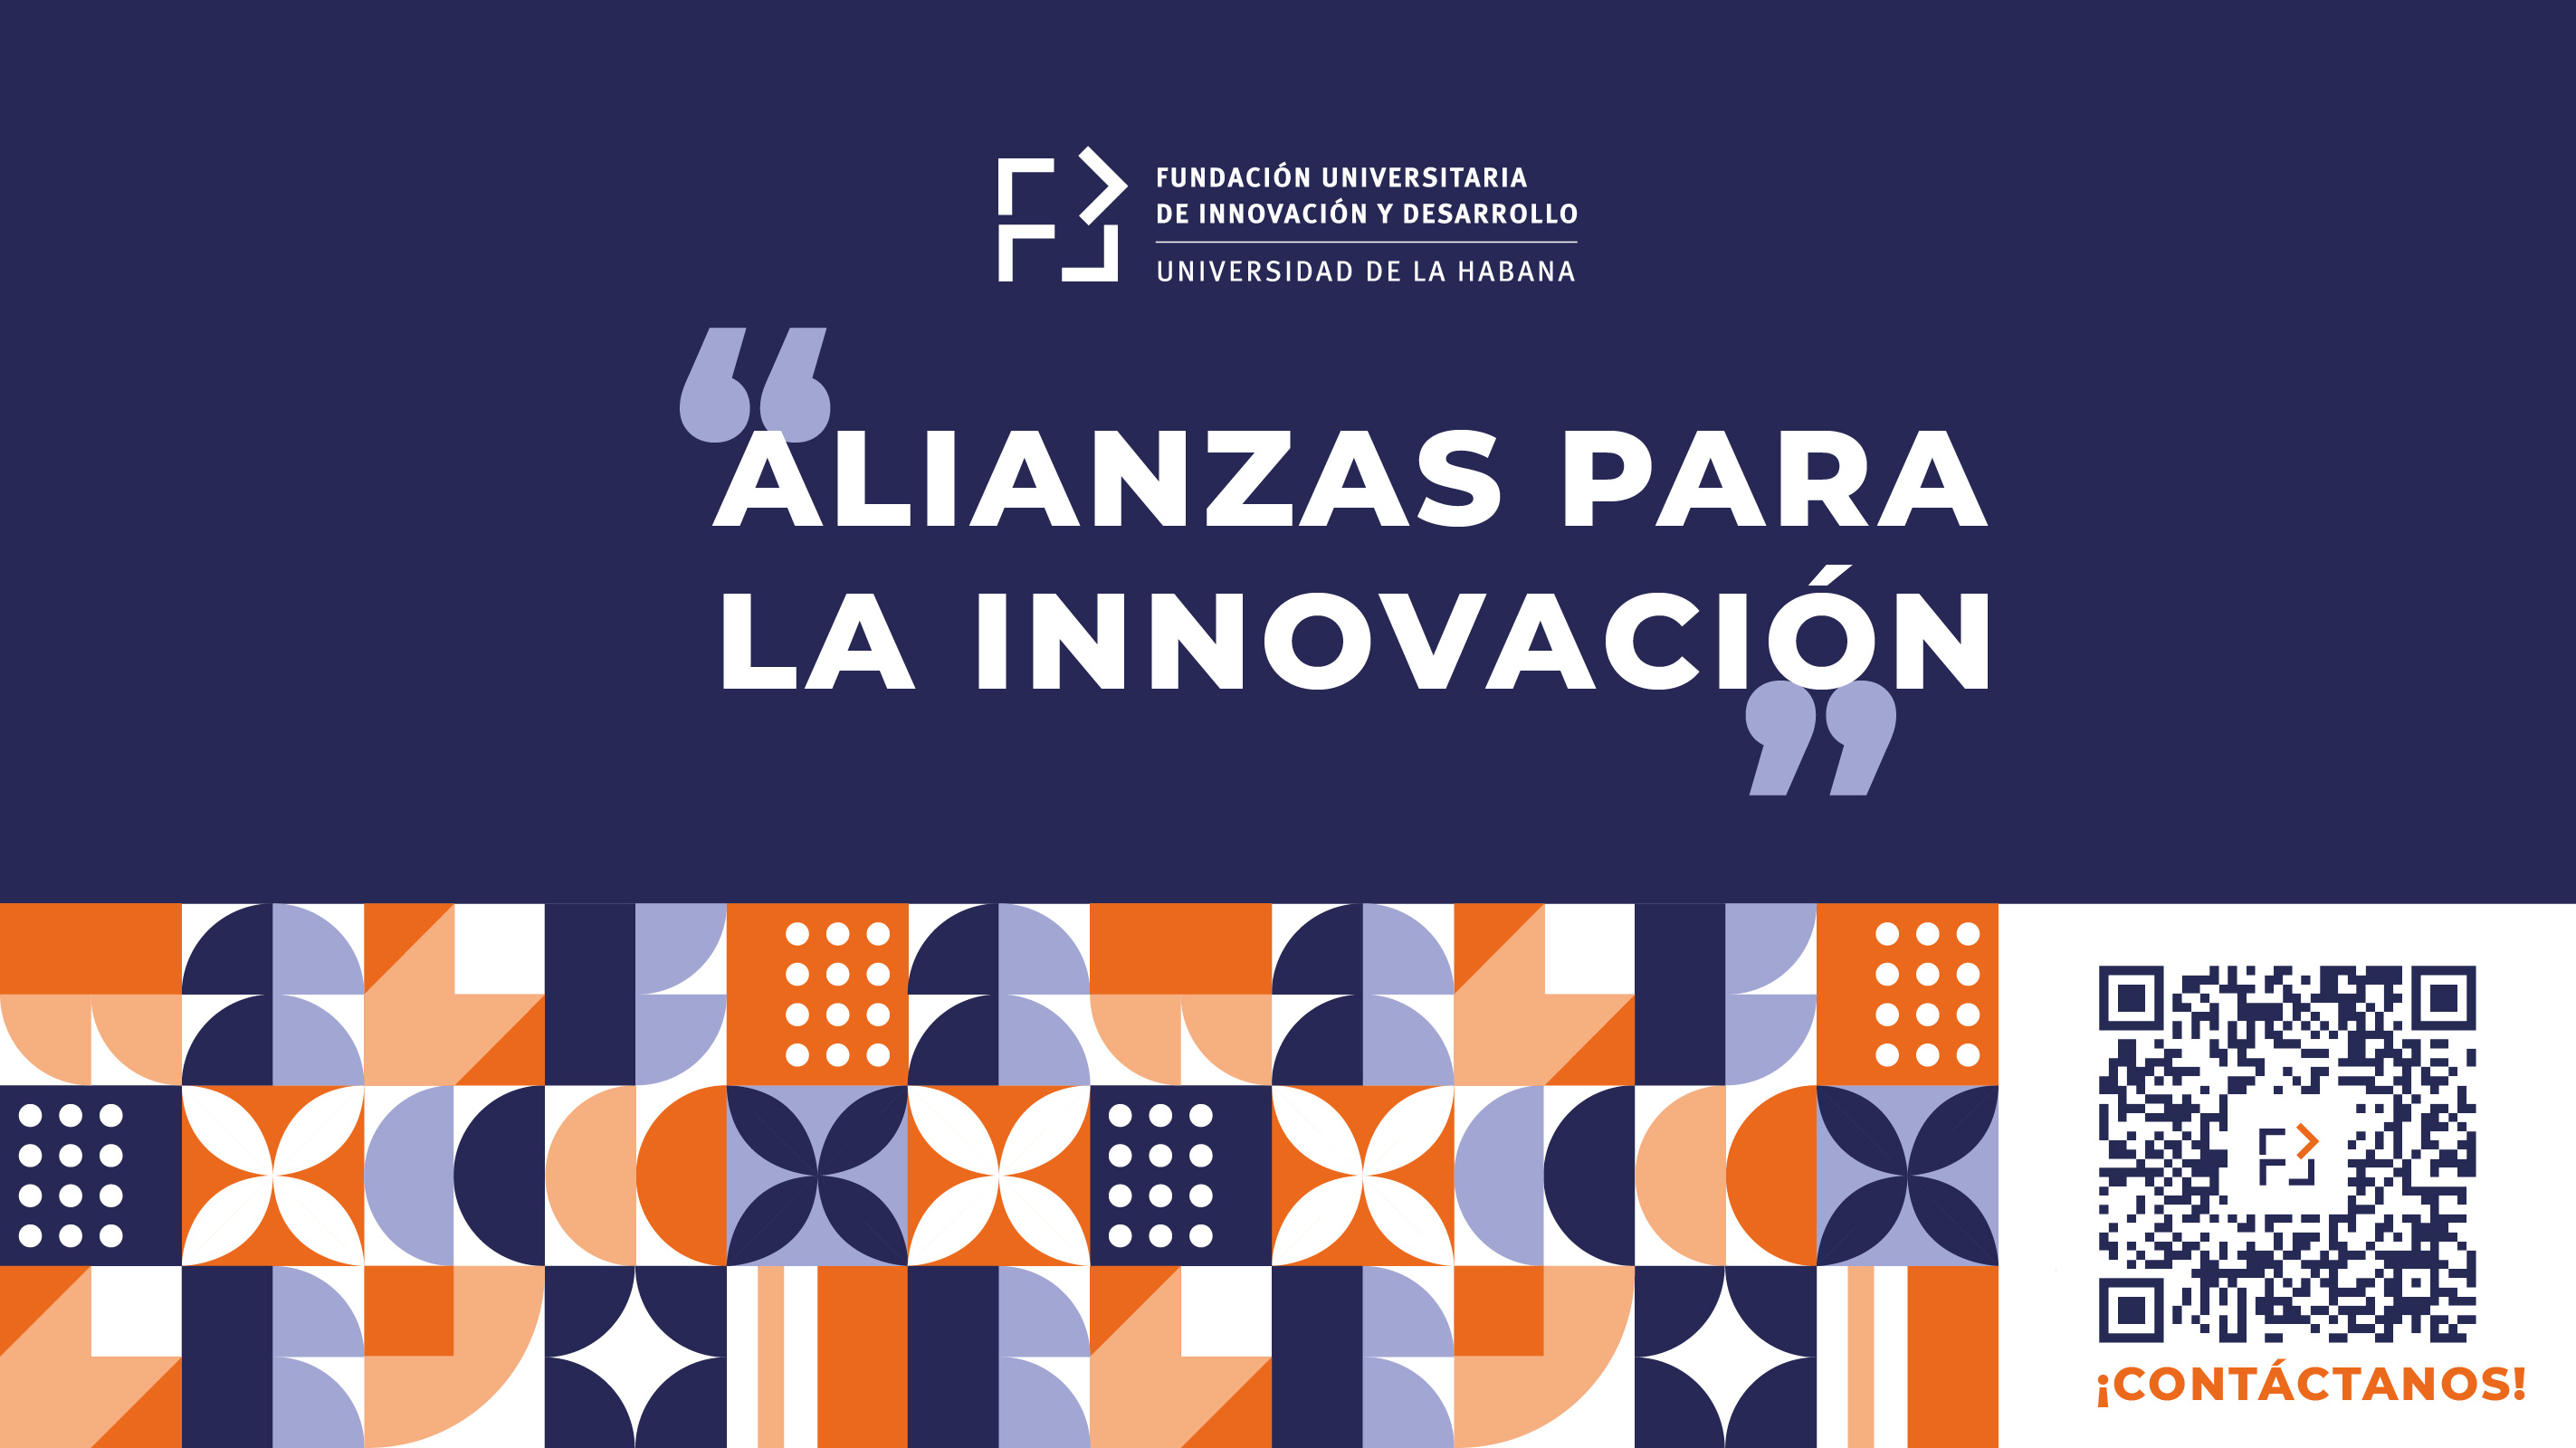 FUNDACIÓN UNIVERSITARIA
DE INNOVACIÓN Y DESARROLLO
UNIVERSIDAD DE LA HABANA
“ALIANZAS PARA
LA INNOVACIÓN”
¡CONTÁCTANOS!